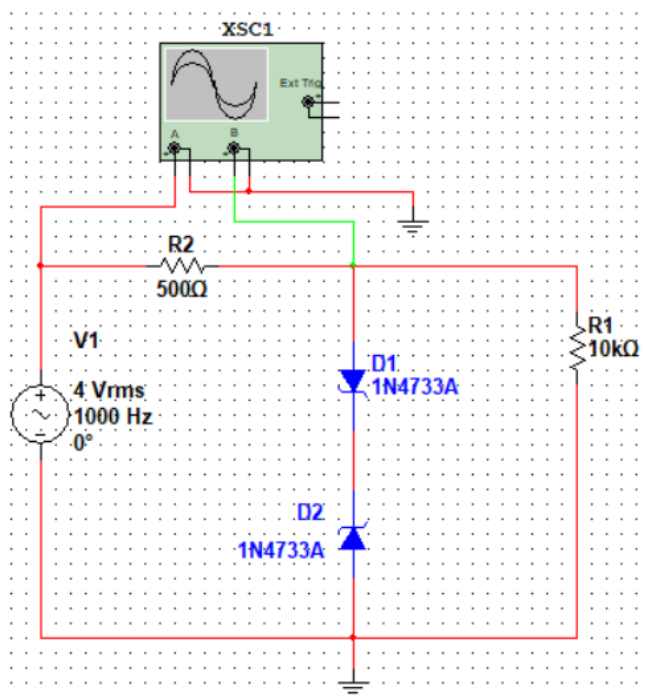 XSC1
Ext Trig
+
A
B
+
+
R2
500Ω
V1
R1
10kΩ
D1
1N4733A
4 Vrms
1000 Hz
0°
+
D2
1N4733A